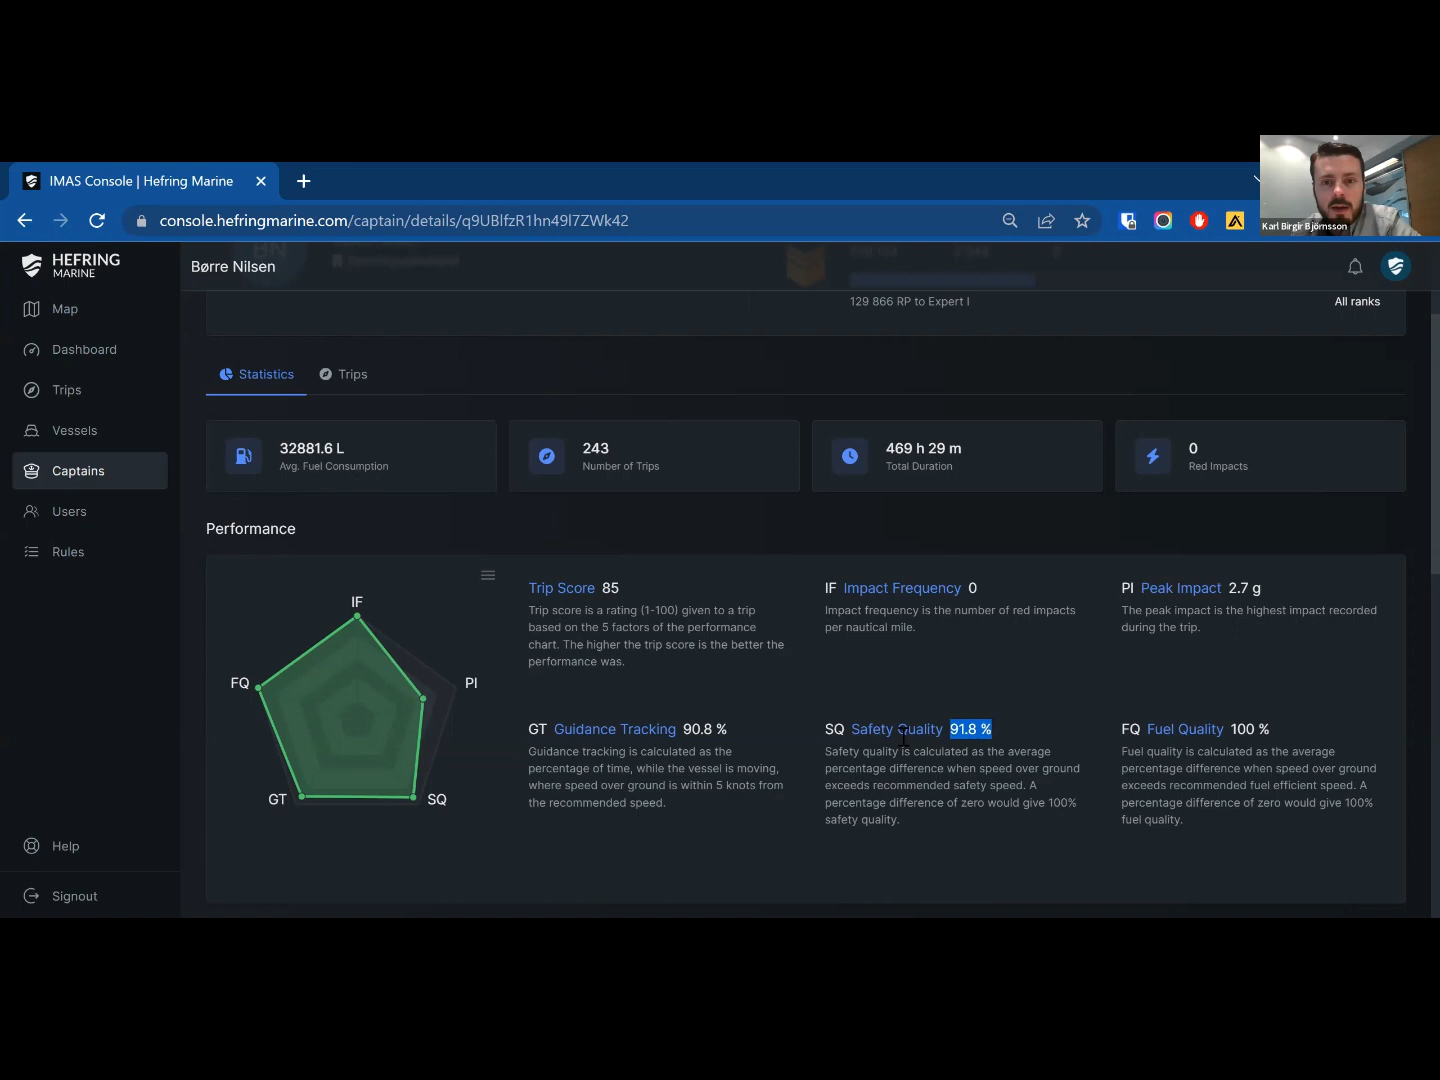 IMAS Console | Hefring Marine
console.hefringmarine.com/captain/details/q9UBlfzR1hn49l7ZWk42
Karl Birgir Björnsson
HEFRING
MARINE
Børre Nilsen
BN
Map
Dashboard
Trips
Vessels
Captains
Users
Rules
Help
Signout
129 866 RP to Expert I
All ranks
Statistics
Trips
32881.6 L
Avg. Fuel Consumption
243
Number of Trips
469 h 29 m
Total Duration
0
Red Impacts
Performance
IF
PI
SQ
GT
FQ
Trip Score 85
Trip score is a rating (1-100) given to a trip
based on the 5 factors of the performance
chart. The higher the trip score is the better the
performance was.
IF Impact Frequency 0
Impact frequency is the number of red impacts
per nautical mile.
PI Peak Impact 2.7 g
The peak impact is the highest impact recorded
during the trip.
GT Guidance Tracking 90.8 %
Guidance tracking is calculated as the
percentage of time, while the vessel is moving,
where speed over ground is within 5 knots from
the recommended speed.
SQ Safety Quality 91.8 %
Safety quality is calculated as the average
percentage difference when speed over ground
exceeds recommended safety speed. A
percentage difference of zero would give 100%
safety quality.
FQ Fuel Quality 100 %
Fuel quality is calculated as the average
percentage difference when speed over ground
exceeds recommended fuel efficient speed. A
percentage difference of zero would give 100%
fuel quality.